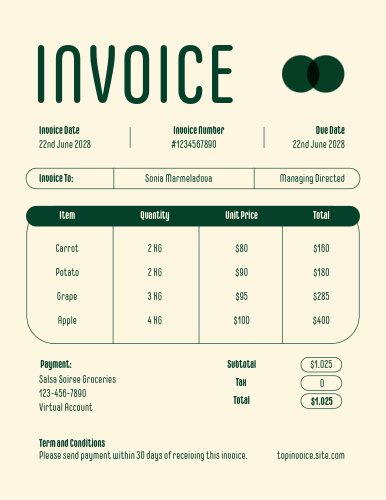 INVOICE
Invoice Date Invoice Number Due Date
22nd June 2028 #1234567890 22nd June 2028
Invoice To: Sonia Marmeladova Managing Directed
Item Quantity Unit Price Total
Carrot 2 KG $80 $160
Potato 2 KG $90 $180
Grape 3 KG $95 $285
Apple 4 KG $100 $400
Payment: Subtotal $1.025
Salsa Soiree Groceries Tax 0
123-456-7890 Total $1.025
Virtual Account
Term and Conditions
Please send payment within 30 days of receiving this invoice. topinvoice.site.com